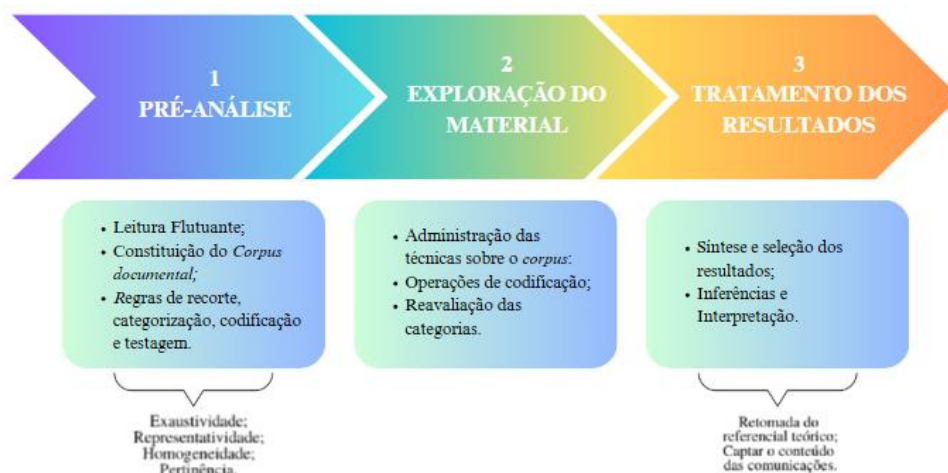 1
PRÉ-ANÁLISE
2
EXPLORAÇÃO DO
MATERIAL
3
TRATAMENTO DOS
RESULTADOS
• Leitura Flutuante;
• Constituição do Corpus
documental;
• Regras de recorte,
categorização, codificação
e testagem.
• Administração das
técnicas sobre o corpus:
• Operações de codificação;
• Reavaliação das
categorias.
• Síntese e seleção dos
resultados;
• Inferências e
Interpretação.
Exaustividade;
Representatividade;
Homogeneidade;
Pertinência.
Retomada do
referencial teórico;
Captar o conteúdo
das comunicações.